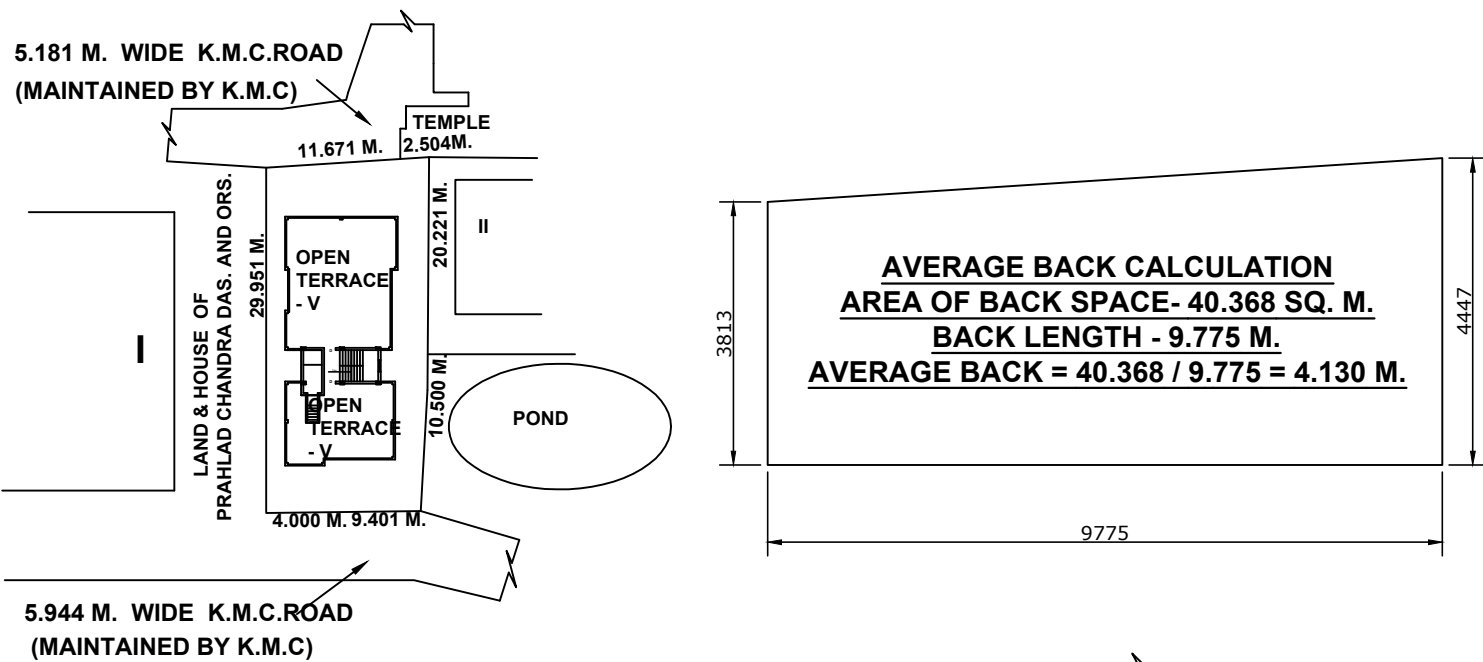 5.181 M. WIDE K.M.C.ROAD
(MAINTAINED BY K.M.C)
TEMPLE
11.671 M.
2.504M.
LAND & HOUSE OF
PRAHLAD CHANDRA DAS. AND ORS.
29.951 M.
20.221 M.
II
OPEN
TERRACE
- V
I
10.500 M.
OPEN
TERRACE
- V
POND
4.000 M. 9.401 M.
5.944 M. WIDE K.M.C.ROAD
(MAINTAINED BY K.M.C)
3813
4447
AVERAGE BACK CALCULATION
AREA OF BACK SPACE- 40.368 SQ. M.
BACK LENGTH - 9.775 M.
AVERAGE BACK = 40.368 / 9.775 = 4.130 M.
9775